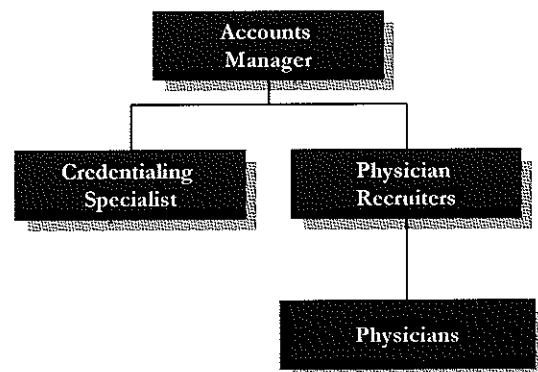 Accounts
Manager
Credentialing
Specialist
Physician
Recruiters
Physicians